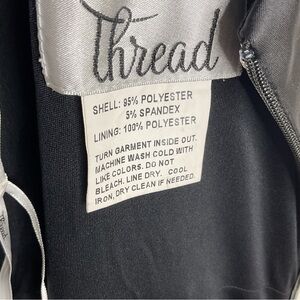 thread
SHELL: 95% POLYESTER
5% SPANDEX
LINING: 100% POLYESTER
TURN GARMENT INSIDE OUT.
MACHINE WASH COLD WITH
LIKE COLORS. DO NOT
BLEACH. LINE DRY. COOL
IRON, DRY CLEAN IF NEEDED.